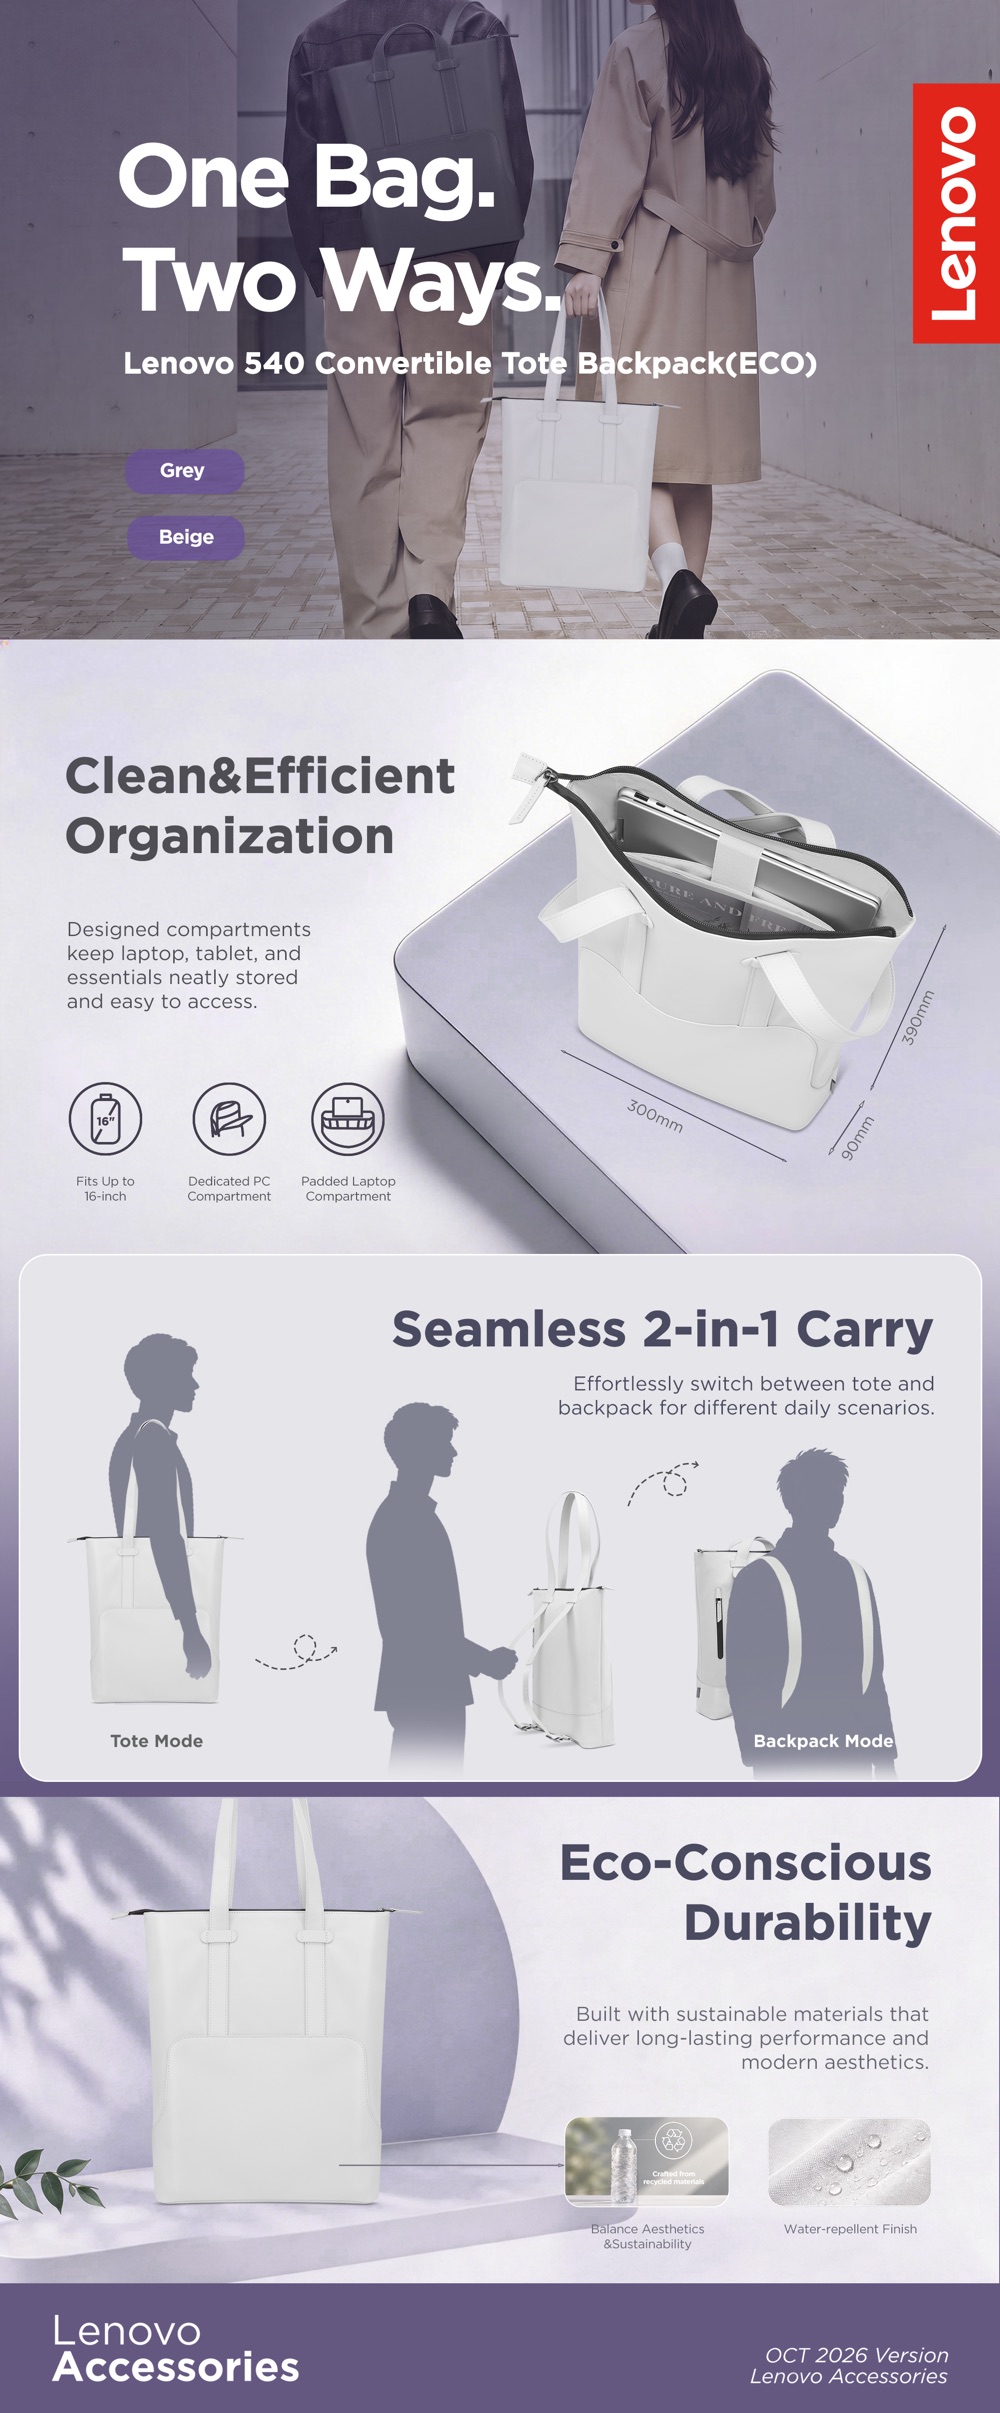 Lenovo
One Bag.
Two Ways.
Lenovo 540 Convertible Tote Backpack(ECO)
Grey
Beige
Clean&Efficient
Organization
Designed compartments
keep laptop, tablet, and
essentials neatly stored
and easy to access.
PURE AND FRE
390mm
300mm
90mm
16"
Fits Up to
16-inch
Dedicated PC
Compartment
Padded Laptop
Compartment
Seamless 2-in-1 Carry
Effortlessly switch between tote and
backpack for different daily scenarios.
Tote Mode
Backpack Mode
Eco-Conscious
Durability
Built with sustainable materials that
deliver long-lasting performance and
modern aesthetics.
Crafted from
recycled materials
Balance Aesthetics
&Sustainability
Water-repellent Finish
Lenovo
Accessories
OCT 2026 Version
Lenovo Accessories